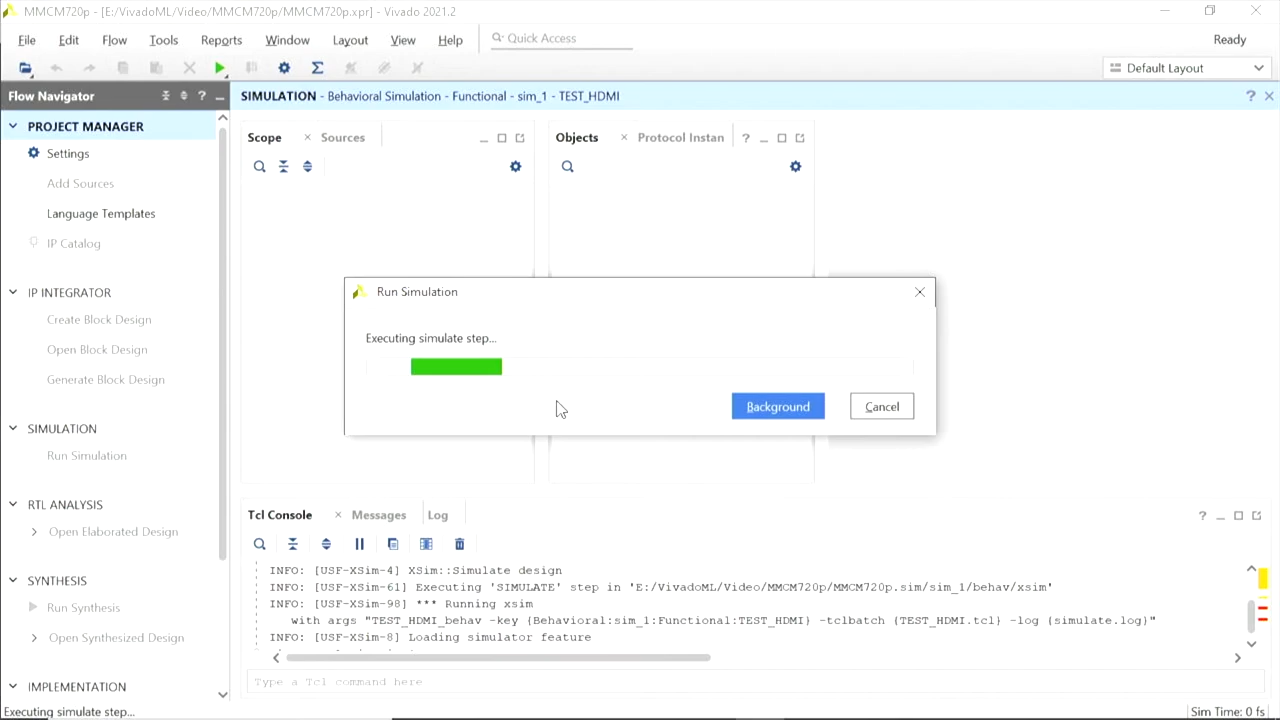 MMCM720p - [E:/VivadoML/Video/MMCM720p/MMCM720p.xpr] - Vivado 2021.2
File Edit Flow Tools Reports Window Layout View Help Quick Access Ready
Default Layout
Flow Navigator
SIMULATION - Behavioral Simulation - Functional - sim_1 - TEST_HDMI
PROJECT MANAGER
Settings
Add Sources
Language Templates
IP Catalog
IP INTEGRATOR
Create Block Design
Open Block Design
Generate Block Design
SIMULATION
Run Simulation
RTL ANALYSIS
Open Elaborated Design
SYNTHESIS
Run Synthesis
Open Synthesized Design
IMPLEMENTATION
Scope Sources
Objects Protocol Instan
Run Simulation
Executing simulate step...
Background Cancel
Tcl Console Messages Log
INFO: [USF-XSim-4] XSim::Simulate design
INFO: [USF-XSim-61] Executing 'SIMULATE' step in 'E:/VivadoML/Video/MMCM720p/MMCM720p.sim/sim_1/behav/xsim'
INFO: [USF-XSim-98] *** Running xsim
with args "TEST_HDMI_behav -key {Behavioral:sim_1:Functional:TEST_HDMI} -tclbatch {TEST_HDMI.tcl} -log {simulate.log}"
INFO: [USF-XSim-8] Loading simulator feature
Type a Tcl command here
Executing simulate step... Sim Time: 0 fs